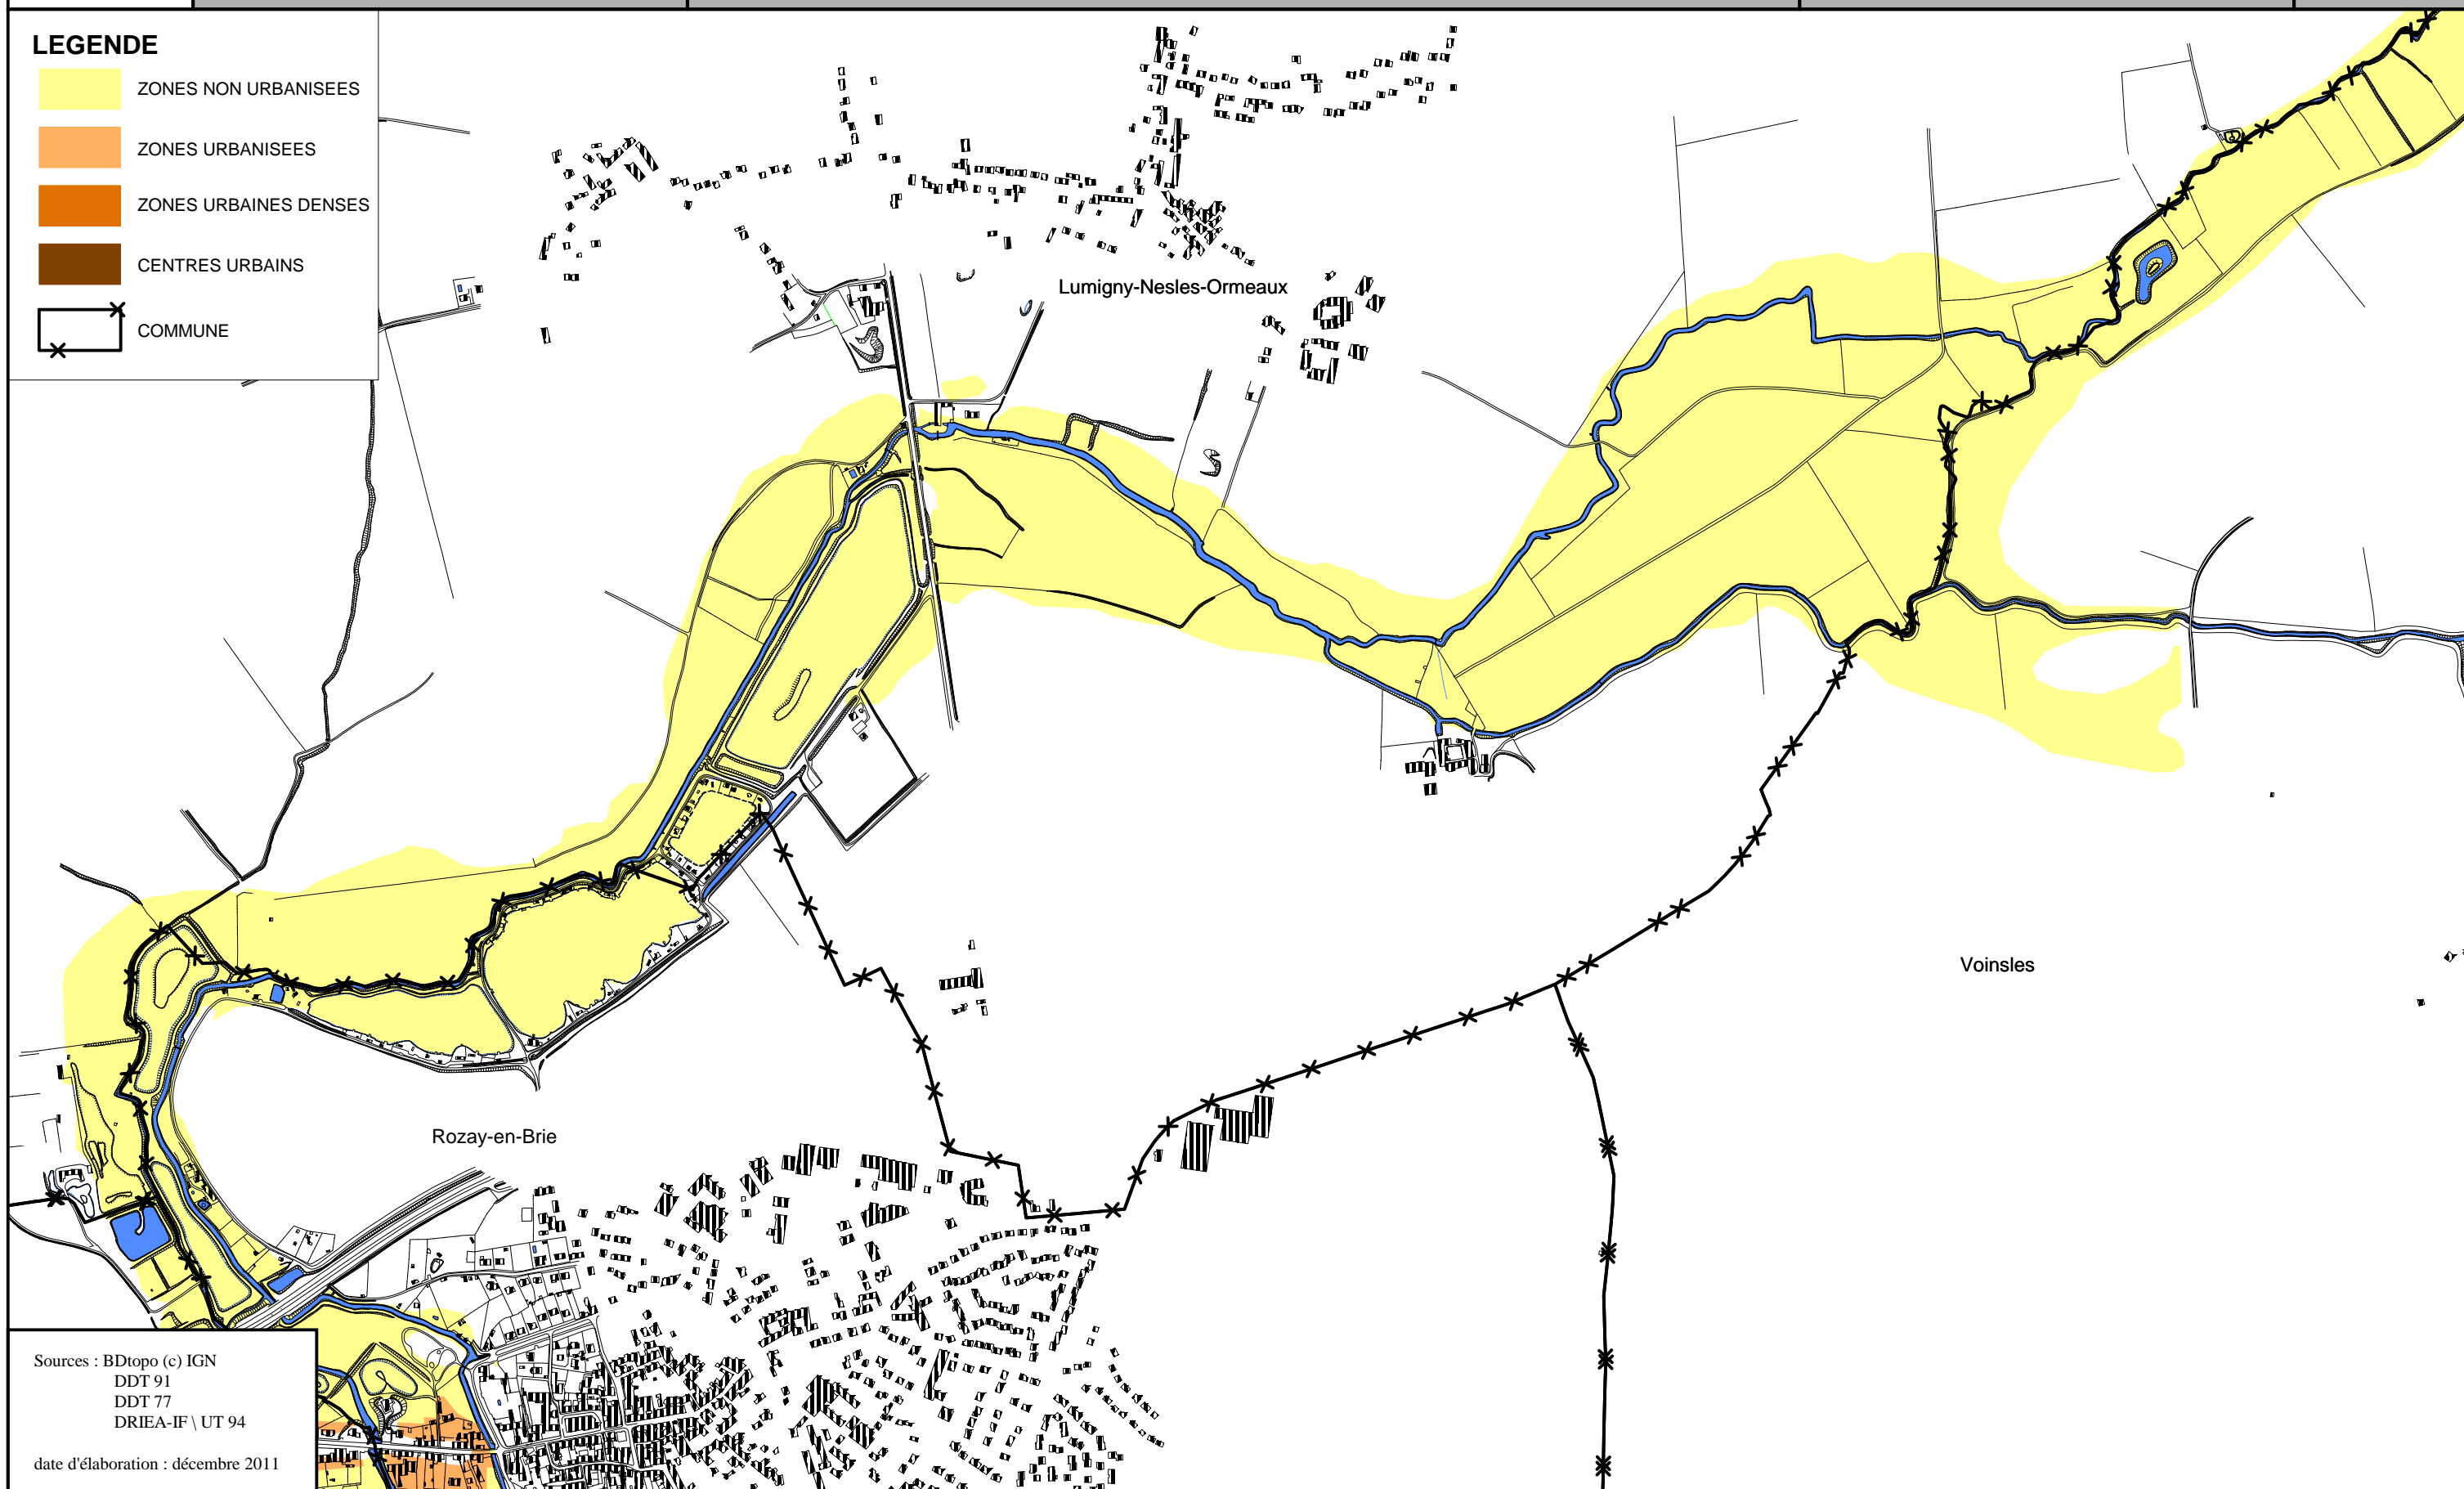 LEGENDE
ZONES NON URBANISEES
ZONES URBANISEES
ZONES URBAINES DENSES
CENTRES URBAINS
COMMUNE
Lumigny-Nesles-Ormeaux
Voinsles
Rozay-en-Brie
Sources : BDtopo (c) IGN
DDT 91
DDT 77
DRIEA-IF \ UT 94
date d'élaboration : décembre 2011